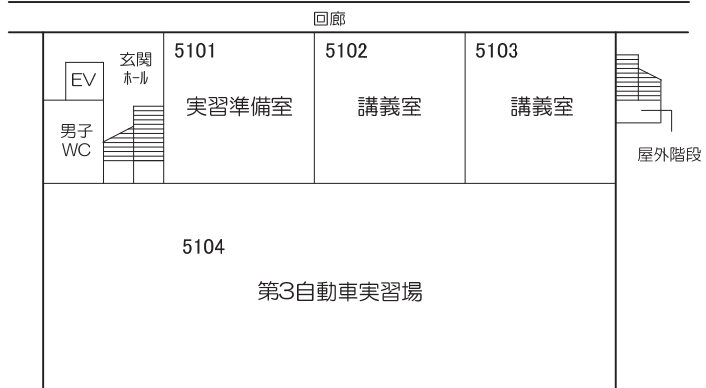 回廊
玄関
ホール
EV
男子
WC
5101
実習準備室
5102
講義室
5103
講義室
屋外階段
5104
第3自動車実習場